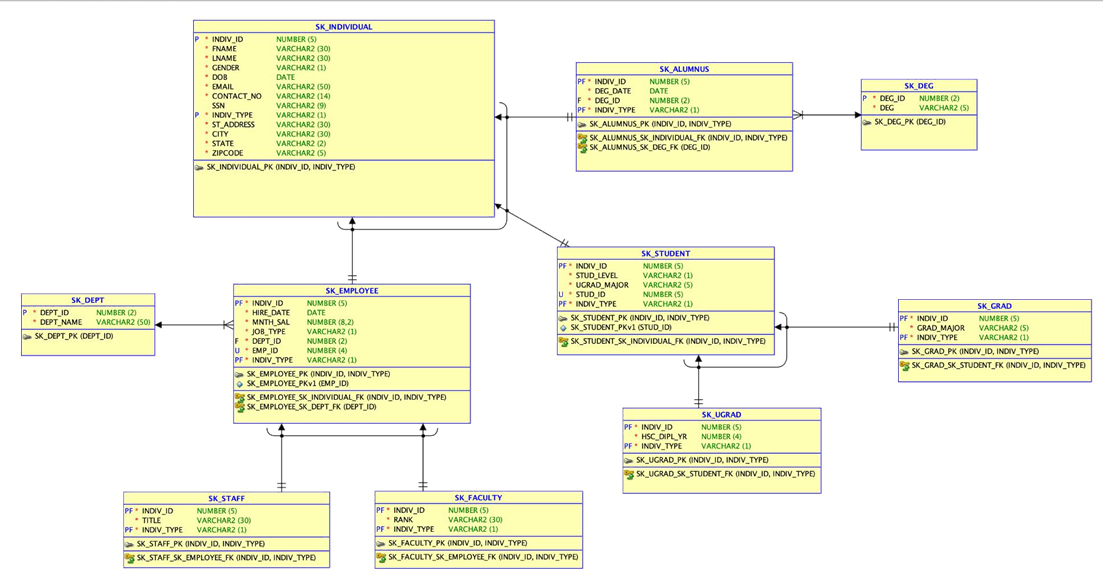 SK_INDIVIDUAL
P * INDIV_ID NUMBER (5)
* FNAME VARCHAR2 (30)
* LNAME VARCHAR2 (30)
* GENDER VARCHAR2 (1)
* DOB DATE
* EMAIL VARCHAR2 (50)
* CONTACT_NO VARCHAR2 (14)
SSN VARCHAR2 (9)
P * INDIV_TYPE VARCHAR2 (1)
* ST_ADDRESS VARCHAR2 (30)
* CITY VARCHAR2 (30)
* STATE VARCHAR2 (2)
* ZIPCODE VARCHAR2 (5)
SK_INDIVIDUAL_PK (INDIV_ID, INDIV_TYPE)
SK_ALUMNUS
PF * INDIV_ID NUMBER (5)
* DEG_DATE DATE
F * DEG_ID NUMBER (2)
PF * INDIV_TYPE VARCHAR2 (1)
SK_ALUMNUS_PK (INDIV_ID, INDIV_TYPE)
SK_ALUMNUS_SK_INDIVIDUAL_FK (INDIV_ID, INDIV_TYPE)
SK_ALUMNUS_SK_DEG_FK (DEG_ID)
SK_DEG
P * DEG_ID NUMBER (2)
* DEG VARCHAR2 (5)
SK_DEG_PK (DEG_ID)
SK_STUDENT
PF * INDIV_ID NUMBER (5)
* STUD_LEVEL VARCHAR2 (1)
* UGRAD_MAJOR VARCHAR2 (5)
U * STUD_ID NUMBER (5)
PF * INDIV_TYPE VARCHAR2 (1)
SK_STUDENT_PK (INDIV_ID, INDIV_TYPE)
SK_STUDENT_PKv1 (STUD_ID)
SK_STUDENT_SK_INDIVIDUAL_FK (INDIV_ID, INDIV_TYPE)
SK_DEPT
P * DEPT_ID NUMBER (2)
* DEPT_NAME VARCHAR2 (50)
SK_DEPT_PK (DEPT_ID)
SK_EMPLOYEE
PF * INDIV_ID NUMBER (5)
* HIRE_DATE DATE
* MNTH_SAL NUMBER (8,2)
* JOB_TYPE VARCHAR2 (1)
F * DEPT_ID NUMBER (2)
U * EMP_ID NUMBER (4)
PF * INDIV_TYPE VARCHAR2 (1)
SK_EMPLOYEE_PK (INDIV_ID, INDIV_TYPE)
SK_EMPLOYEE_PKv1 (EMP_ID)
SK_EMPLOYEE_SK_INDIVIDUAL_FK (INDIV_ID, INDIV_TYPE)
SK_EMPLOYEE_SK_DEPT_FK (DEPT_ID)
SK_GRAD
PF * INDIV_ID NUMBER (5)
* GRAD_MAJOR VARCHAR2 (5)
PF * INDIV_TYPE VARCHAR2 (1)
SK_GRAD_PK (INDIV_ID, INDIV_TYPE)
SK_GRAD_SK_STUDENT_FK (INDIV_ID, INDIV_TYPE)
SK_UGRAD
PF * INDIV_ID NUMBER (5)
* HSC_DIPL_YR NUMBER (4)
PF * INDIV_TYPE VARCHAR2 (1)
SK_UGRAD_PK (INDIV_ID, INDIV_TYPE)
SK_UGRAD_SK_STUDENT_FK (INDIV_ID, INDIV_TYPE)
SK_STAFF
PF * INDIV_ID NUMBER (5)
* TITLE VARCHAR2 (30)
PF * INDIV_TYPE VARCHAR2 (1)
SK_STAFF_PK (INDIV_ID, INDIV_TYPE)
SK_STAFF_SK_EMPLOYEE_FK (INDIV_ID, INDIV_TYPE)
SK_FACULTY
PF * INDIV_ID NUMBER (5)
* RANK VARCHAR2 (30)
PF * INDIV_TYPE VARCHAR2 (1)
SK_FACULTY_PK (INDIV_ID, INDIV_TYPE)
SK_FACULTY_SK_EMPLOYEE_FK (INDIV_ID, INDIV_TYPE)